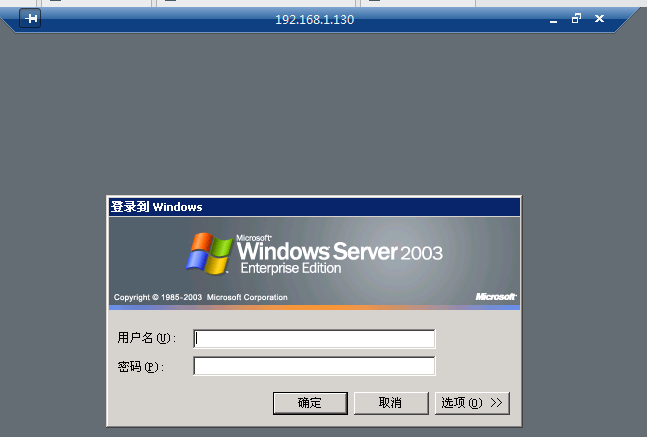 192.168.1.130
登录到 Windows
Microsoft
Windows Server 2003
Enterprise Edition
Copyright © 1985-2003 Microsoft Corporation
Microsoft
用户名(U):
密码(P):
确定 取消 选项(O) >>